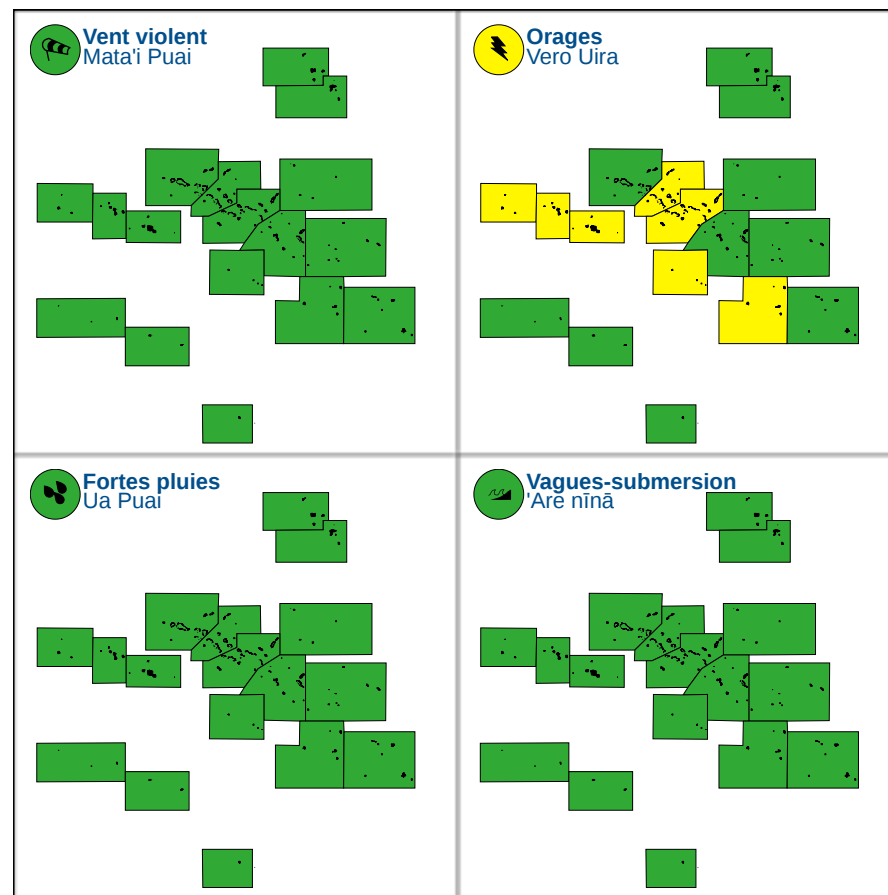 Vent violent
Mata'i Puai
Orages
Vero Uira
Fortes pluies
Ua Puai
Vagues-submersion
'Are nīnā